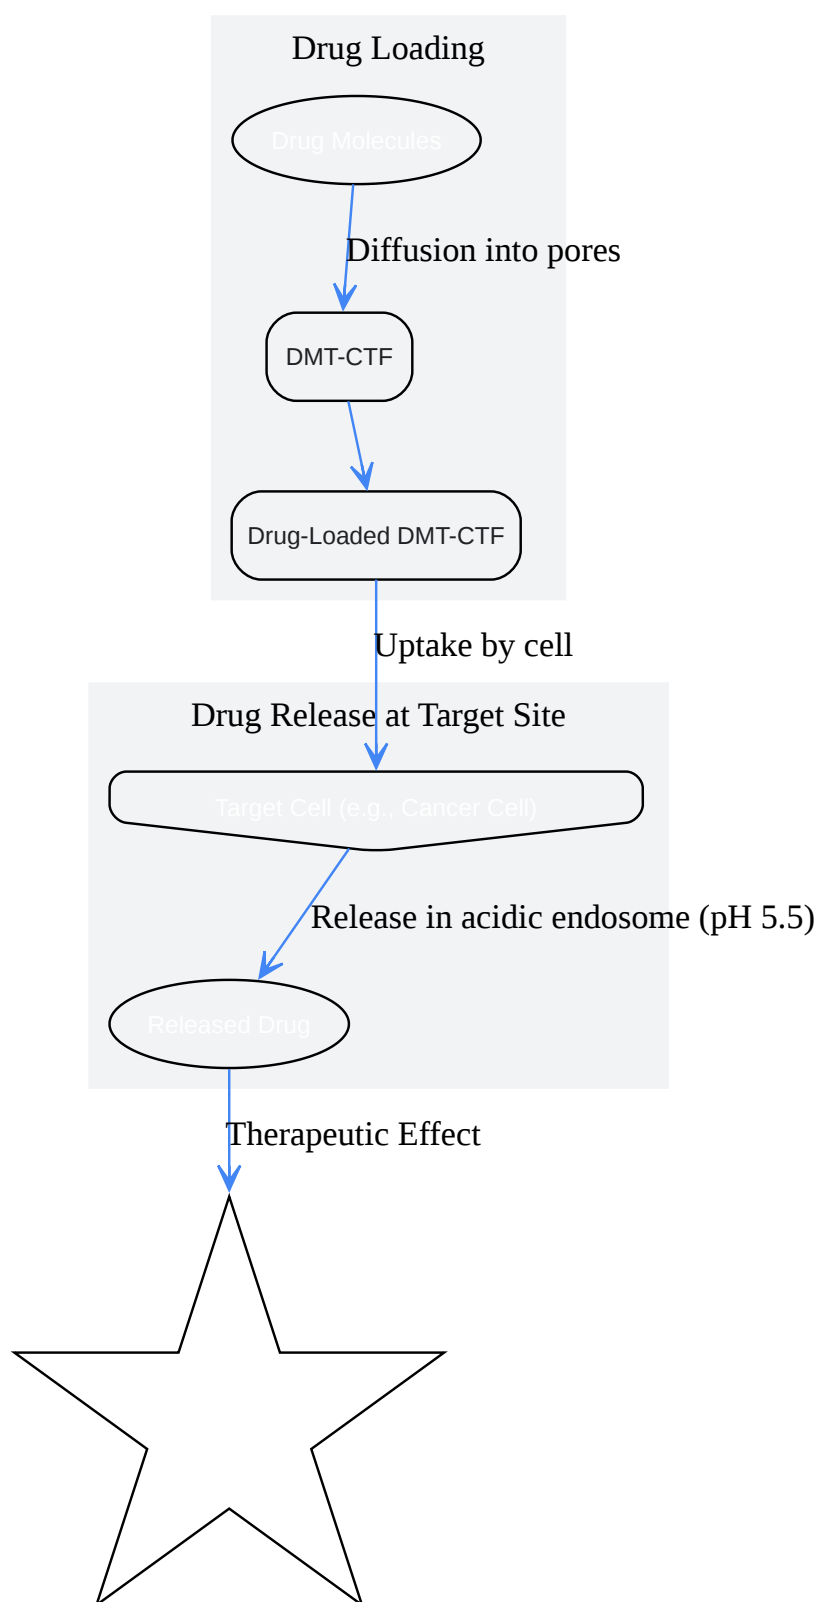 Drug Loading
Drug Molecules
Diffusion into pores
DMT-CTF
Drug-Loaded DMT-CTF
Uptake by cell
Drug Release at Target Site
Target Cell (e.g., Cancer Cell)
Release in acidic endosome (pH 5.5)
Released Drug
Therapeutic Effect